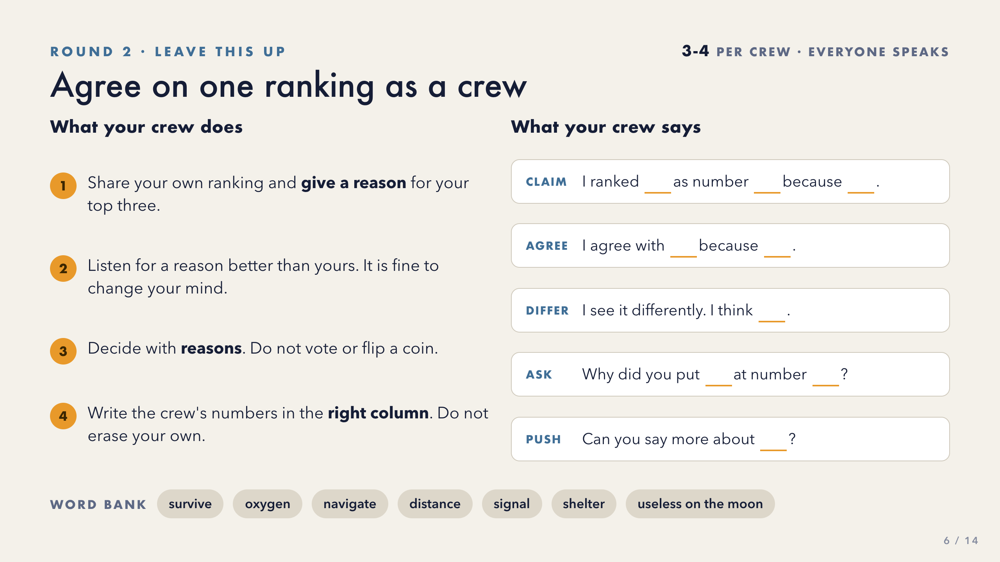 ROUND 2 · LEAVE THIS UP
3-4 PER CREW · EVERYONE SPEAKS
Agree on one ranking as a crew
What your crew does
1 Share your own ranking and give a reason for your
top three.
2 Listen for a reason better than yours. It is fine to
change your mind.
3 Decide with reasons. Do not vote or flip a coin.
4 Write the crew's numbers in the right column. Do not
erase your own.
What your crew says
CLAIM I ranked ___ as number ___ because ___ .
AGREE I agree with ___ because ___ .
DIFFER I see it differently. I think ___ .
ASK Why did you put ___ at number ___ ?
PUSH Can you say more about ___ ?
WORD BANK survive oxygen navigate distance signal shelter useless on the moon
6 / 14